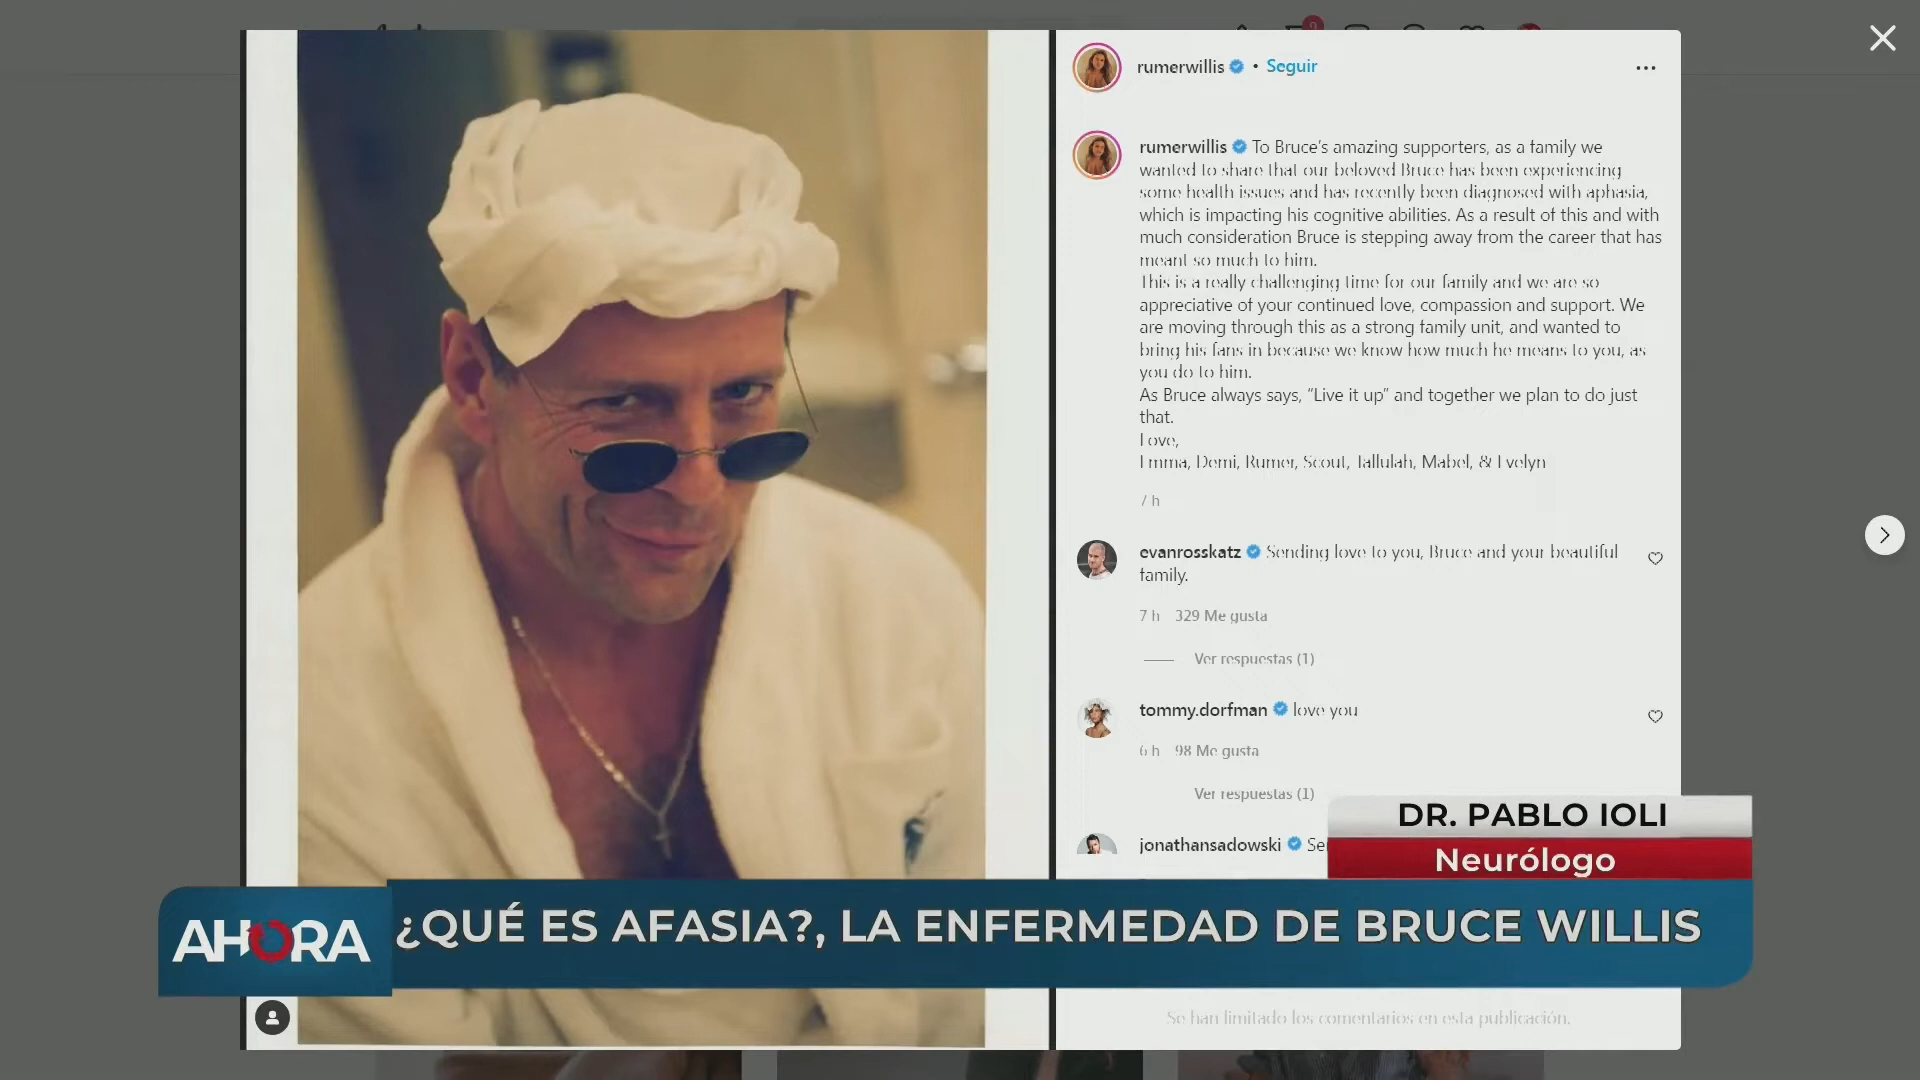 rumerwillis • Seguir
rumerwillis To Bruce's amazing supporters, as a family we
wanted to share that our beloved Bruce has been experiencing
some health issues and has recently been diagnosed with aphasia,
which is impacting his cognitive abilities. As a result of this and with
much consideration Bruce is stepping away from the career that has
meant so much to him.
This is a really challenging time for our family and we are so
appreciative of your continued love, compassion and support. We
are moving through this as a strong family unit, and wanted to
bring his fans in because we know how much he means to you, as
you do to him.
As Bruce always says, “Live it up” and together we plan to do just
that.
Love,
Emma, Demi, Rumer, Scout, Tallulah, Mabel, & Evelyn
7 h
evanrosskatz Sending love to you, Bruce and your beautiful
family.
7 h 329 Me gusta
Ver respuestas (1)
tommy.dorfman love you
6 h 98 Me gusta
Ver respuestas (1)
jonathansadowski
DR. PABLO IOLI
Neurólogo
AHORA
¿QUÉ ES AFASIA?, LA ENFERMEDAD DE BRUCE WILLIS
Se han limitado los comentarios en esta publicación.